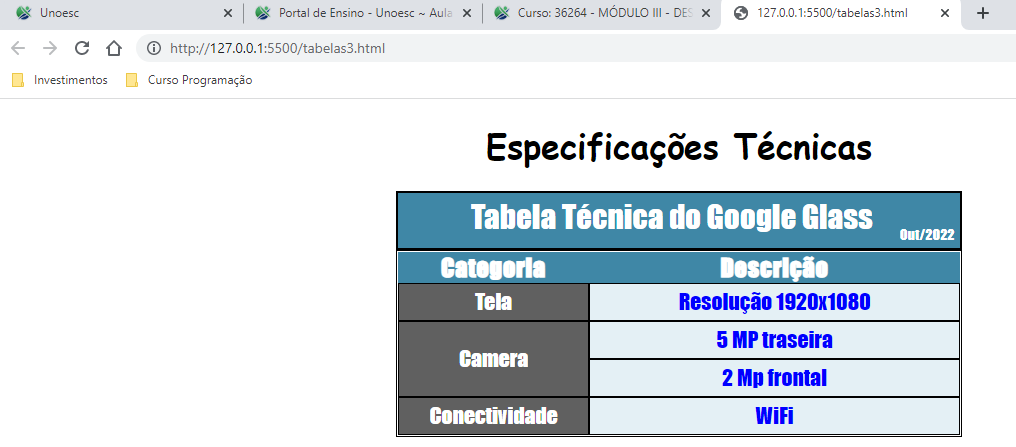 Unoesc
Portal de Ensino - Unoesc ~ Aula
Curso: 36264 - MÓDULO III - DES
127.0.0.1:5500/tabelas3.html
http://127.0.0.1:5500/tabelas3.html
Investimentos
Curso Programação
Especificações Técnicas
Tabela Técnica do Google Glass
Out/2022
Categoria Descrição
Tela Resolução 1920x1080
Camera 5 MP traseira
2 Mp frontal
Conectividade WiFi